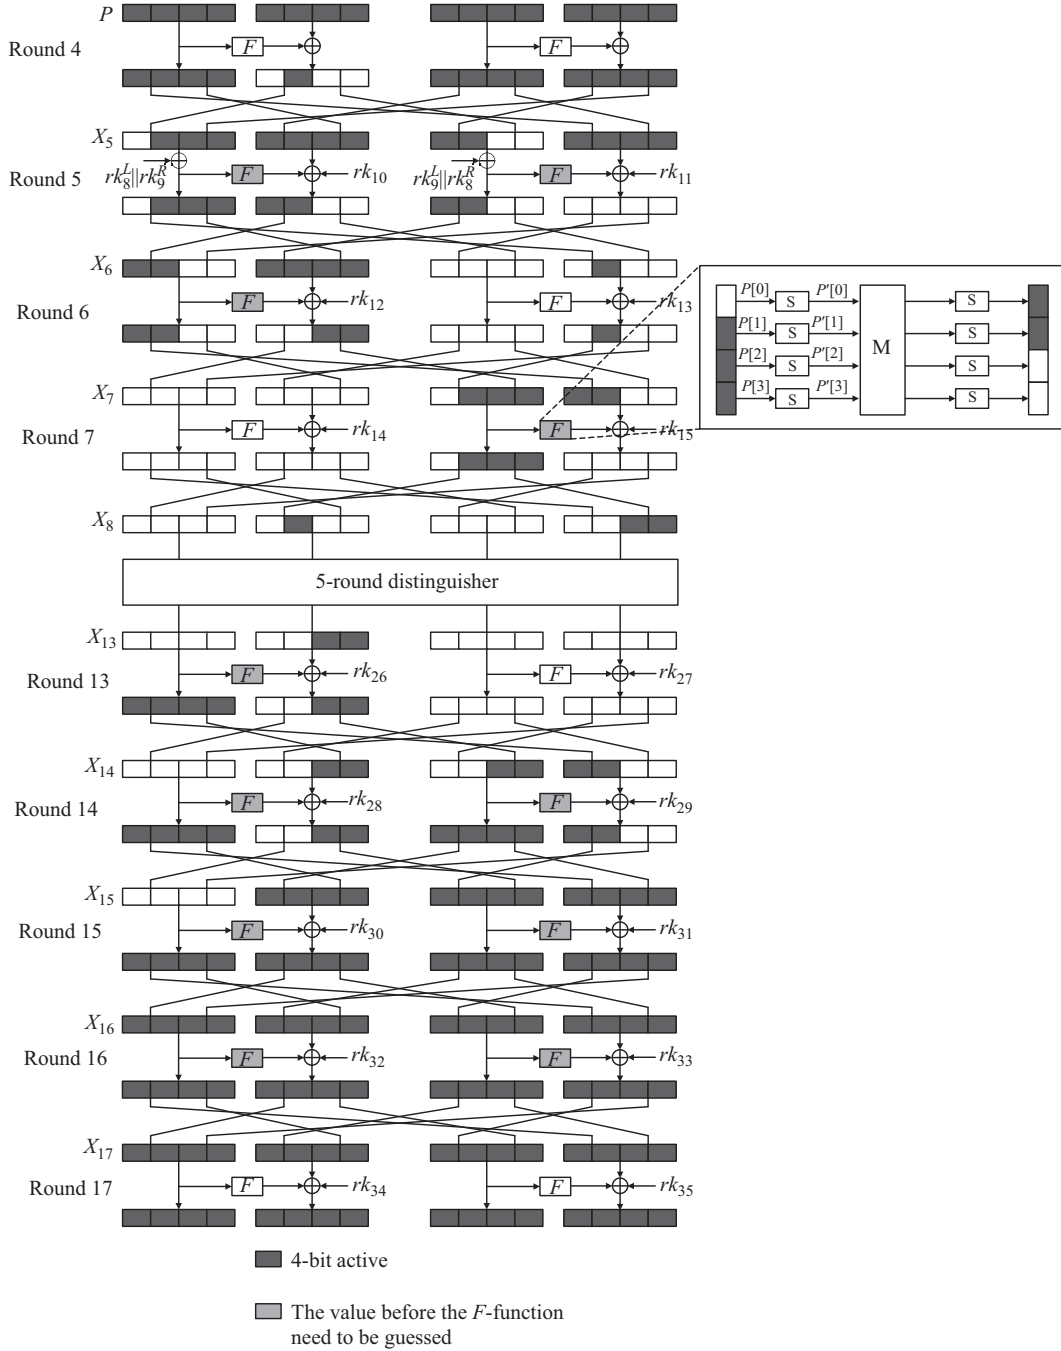 P
Round 4
F
F
X₅
Round 5
rk₈ᴸ||rk₉ᴿ
F
rk₁₀
rk₉ᴸ||rk₈ᴿ
F
rk₁₁
X₆
Round 6
F
rk₁₂
F
rk₁₃
P[0] S P'[0] S
P[1] S P'[1] S
M
P[2] S P'[2] S
P[3] S P'[3] S
X₇
Round 7
F
rk₁₄
F
rk₁₅
X₈
5-round distinguisher
X₁₃
Round 13
F
rk₂₆
F
rk₂₇
X₁₄
Round 14
F
rk₂₈
F
rk₂₉
X₁₅
Round 15
F
rk₃₀
F
rk₃₁
X₁₆
Round 16
F
rk₃₂
F
rk₃₃
X₁₇
Round 17
F
rk₃₄
F
rk₃₅
4-bit active
The value before the F-function
need to be guessed